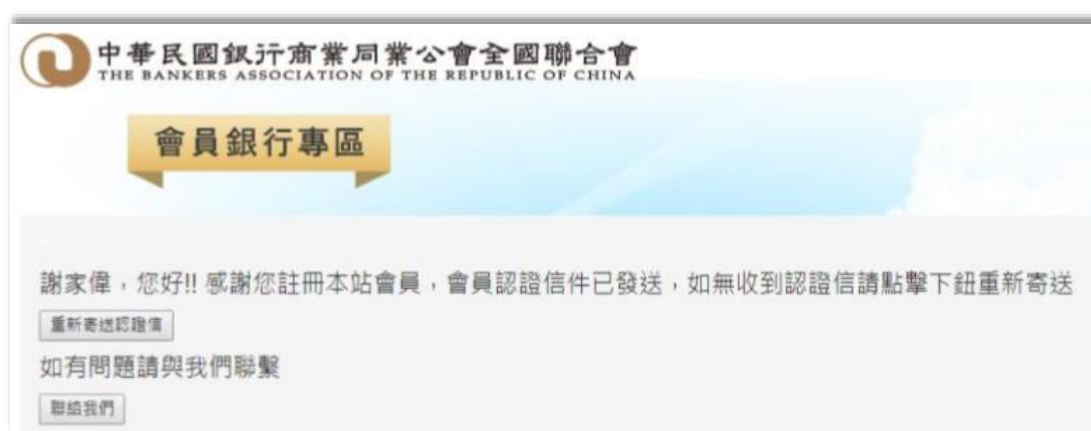 中華民國銀行商業同業公會全國聯合會
THE BANKERS ASSOCIATION OF THE REPUBLIC OF CHINA
會員銀行專區
謝家偉，您好!! 感謝您註冊本站會員，會員認證信件已發送，如無收到認證信請點擊下鈕重新寄送
重新寄送認證信
如有問題請與我們聯繫
聯絡我們